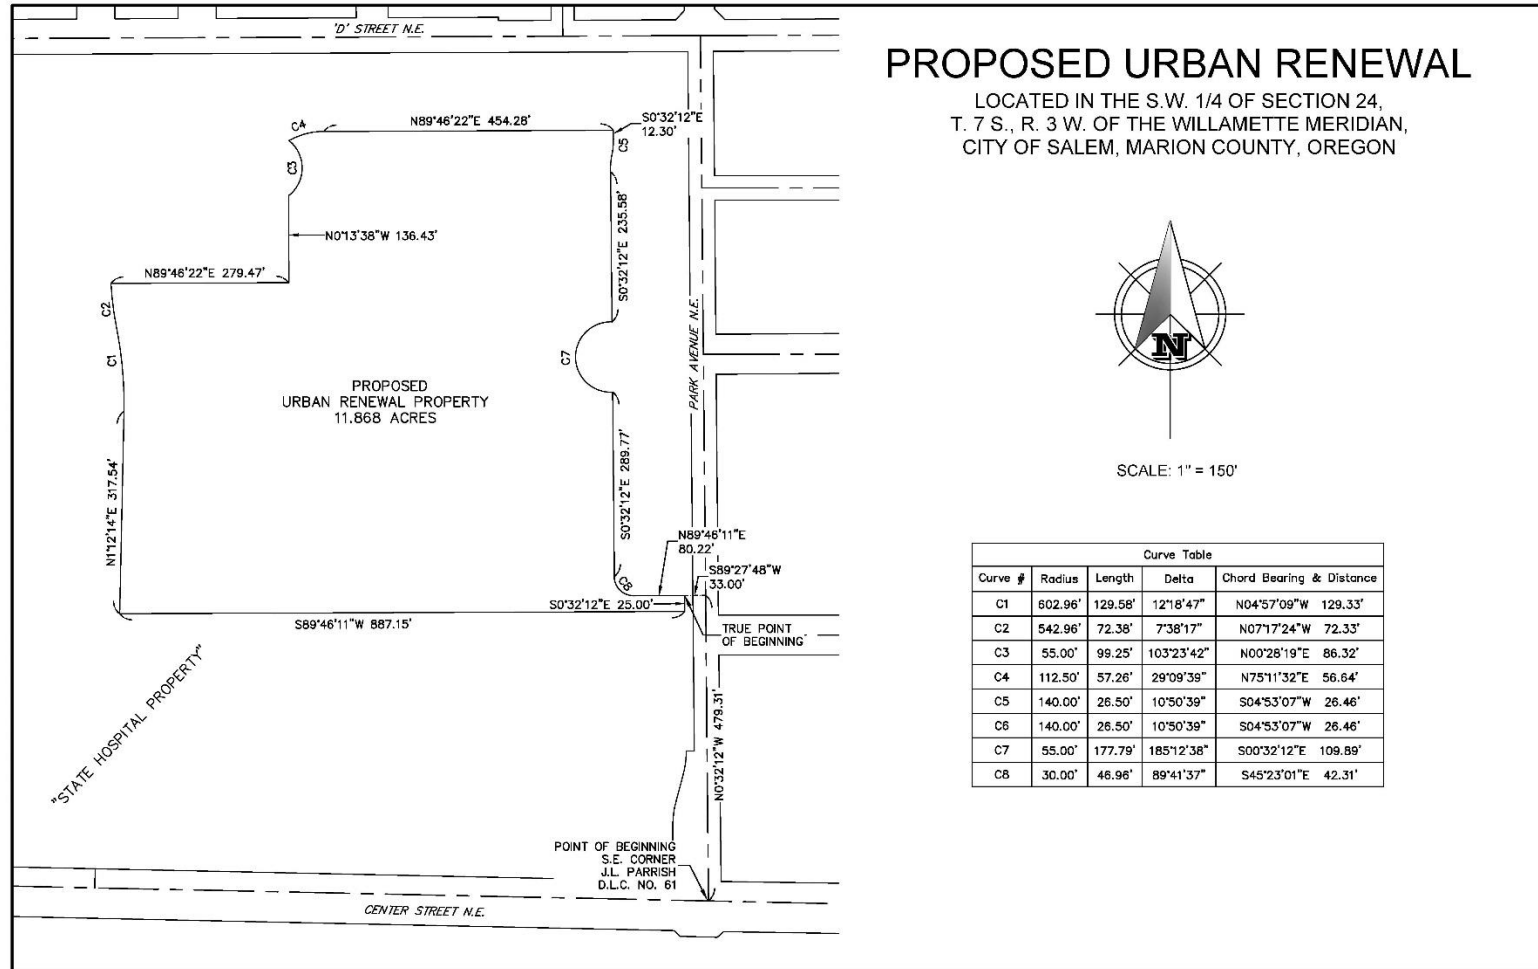 'D' STREET N.E.
PROPOSED URBAN RENEWAL
LOCATED IN THE S.W. 1/4 OF SECTION 24,
T. 7 S., R. 3 W. OF THE WILLAMETTE MERIDIAN,
CITY OF SALEM, MARION COUNTY, OREGON
C4
N89°46'22"E 454.28'
S0°32'12"E
12.30'
C5
C3
S0°32'12"E 235.58'
N0°13'38"W 136.43'
N89°46'22"E 279.47'
C2
C1
C7
PARK AVENUE N.E.
N
PROPOSED
URBAN RENEWAL PROPERTY
11.868 ACRES
SCALE: 1" = 150'
N1°12'14"E 317.54'
S0°32'12"E 289.77'
N89°46'11"E
80.22'
S89°27'48"W
33.00'
C8
S0°32'12"E 25.00'
S89°46'11"W 887.15'
TRUE POINT
OF BEGINNING
"STATE HOSPITAL PROPERTY"
N0°32'12"W 479.31'
POINT OF BEGINNING
S.E. CORNER
J.L. PARRISH
D.L.C. NO. 61
CENTER STREET N.E.
Curve Table
Curve # Radius Length Delta Chord Bearing & Distance
C1 602.96' 129.58' 12°18'47" N04°57'09"W 129.33'
C2 542.96' 72.38' 7°38'17" N07°17'24"W 72.33'
C3 55.00' 99.25' 103°23'42" N00°28'19"E 86.32'
C4 112.50' 57.26' 29°09'39" N75°11'32"E 56.64'
C5 140.00' 26.50' 10°50'39" S04°53'07"W 26.46'
C6 140.00' 26.50' 10°50'39" S04°53'07"W 26.46'
C7 55.00' 177.79' 185°12'38" S00°32'12"E 109.89'
C8 30.00' 46.96' 89°41'37" S45°23'01"E 42.31'